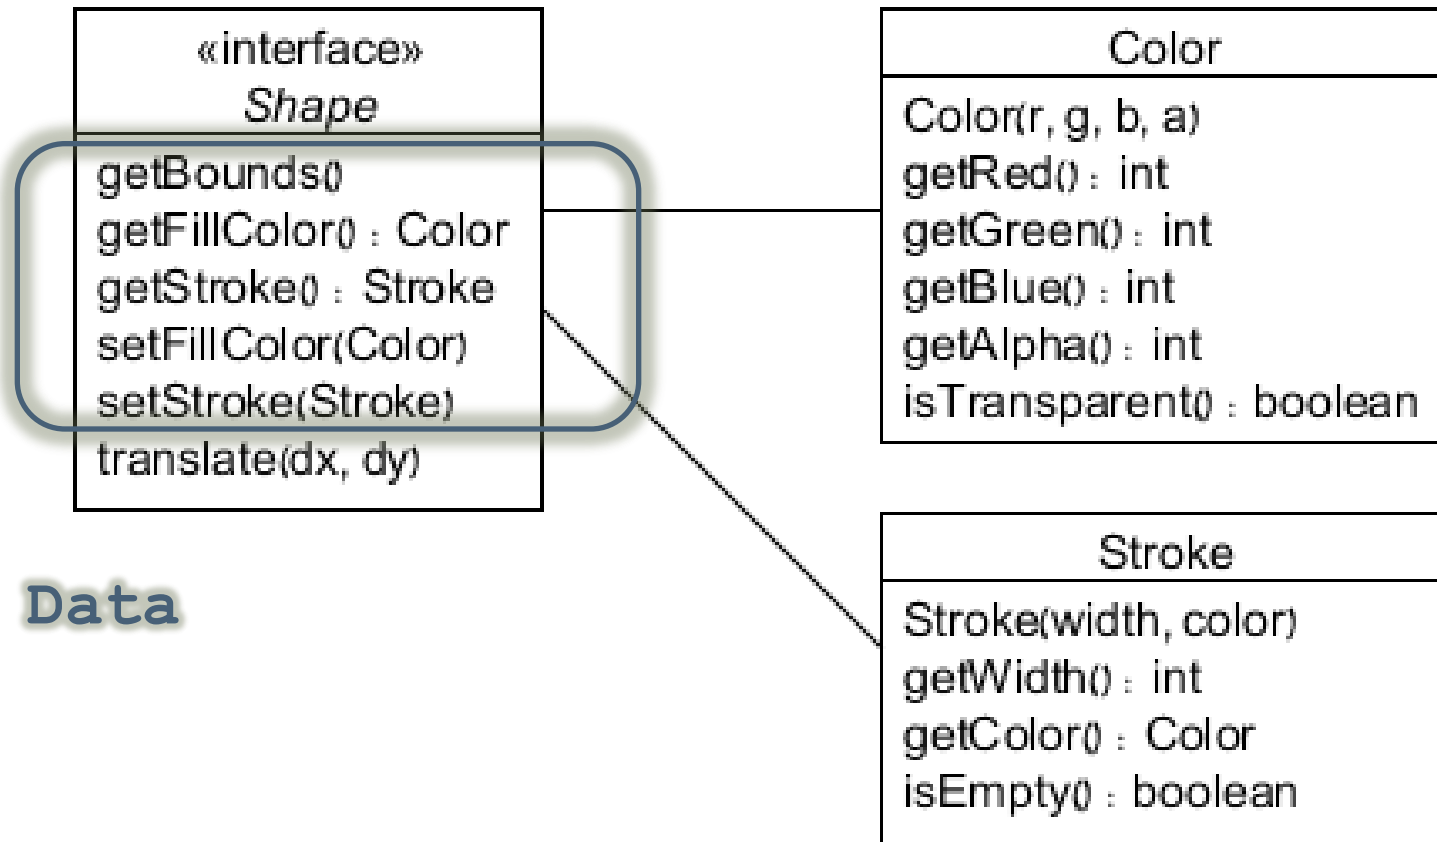 «interface»
Shape
getBounds()
getFillColor() : Color
getStroke() : Stroke
setFillColor(Color)
setStroke(Stroke)
translate(dx, dy)
Data
Color
Color(r, g, b, a)
getRed() : int
getGreen() : int
getBlue() : int
getAlpha() : int
isTransparent() : boolean
Stroke
Stroke(width, color)
getWidth() : int
getColor() : Color
isEmpty() : boolean